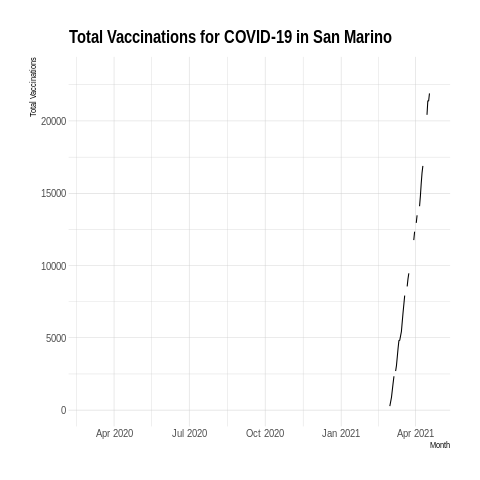 Total Vaccinations for COVID-19 in San Marino
Total Vaccinations
20000
15000
10000
5000
0
Apr 2020 Jul 2020 Oct 2020 Jan 2021 Apr 2021
Month